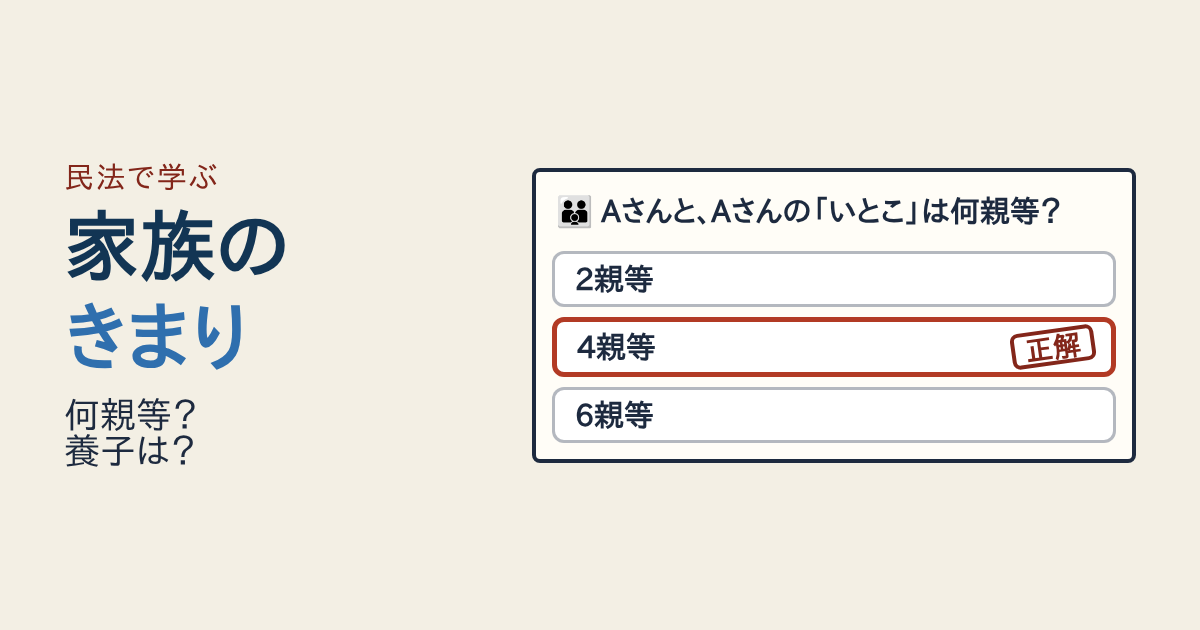 民法で学ぶ
家族の
きまり
何親等？
養子は？
👪 Aさんと、Aさんの「いとこ」は何親等？
2親等
4親等
正解
6親等